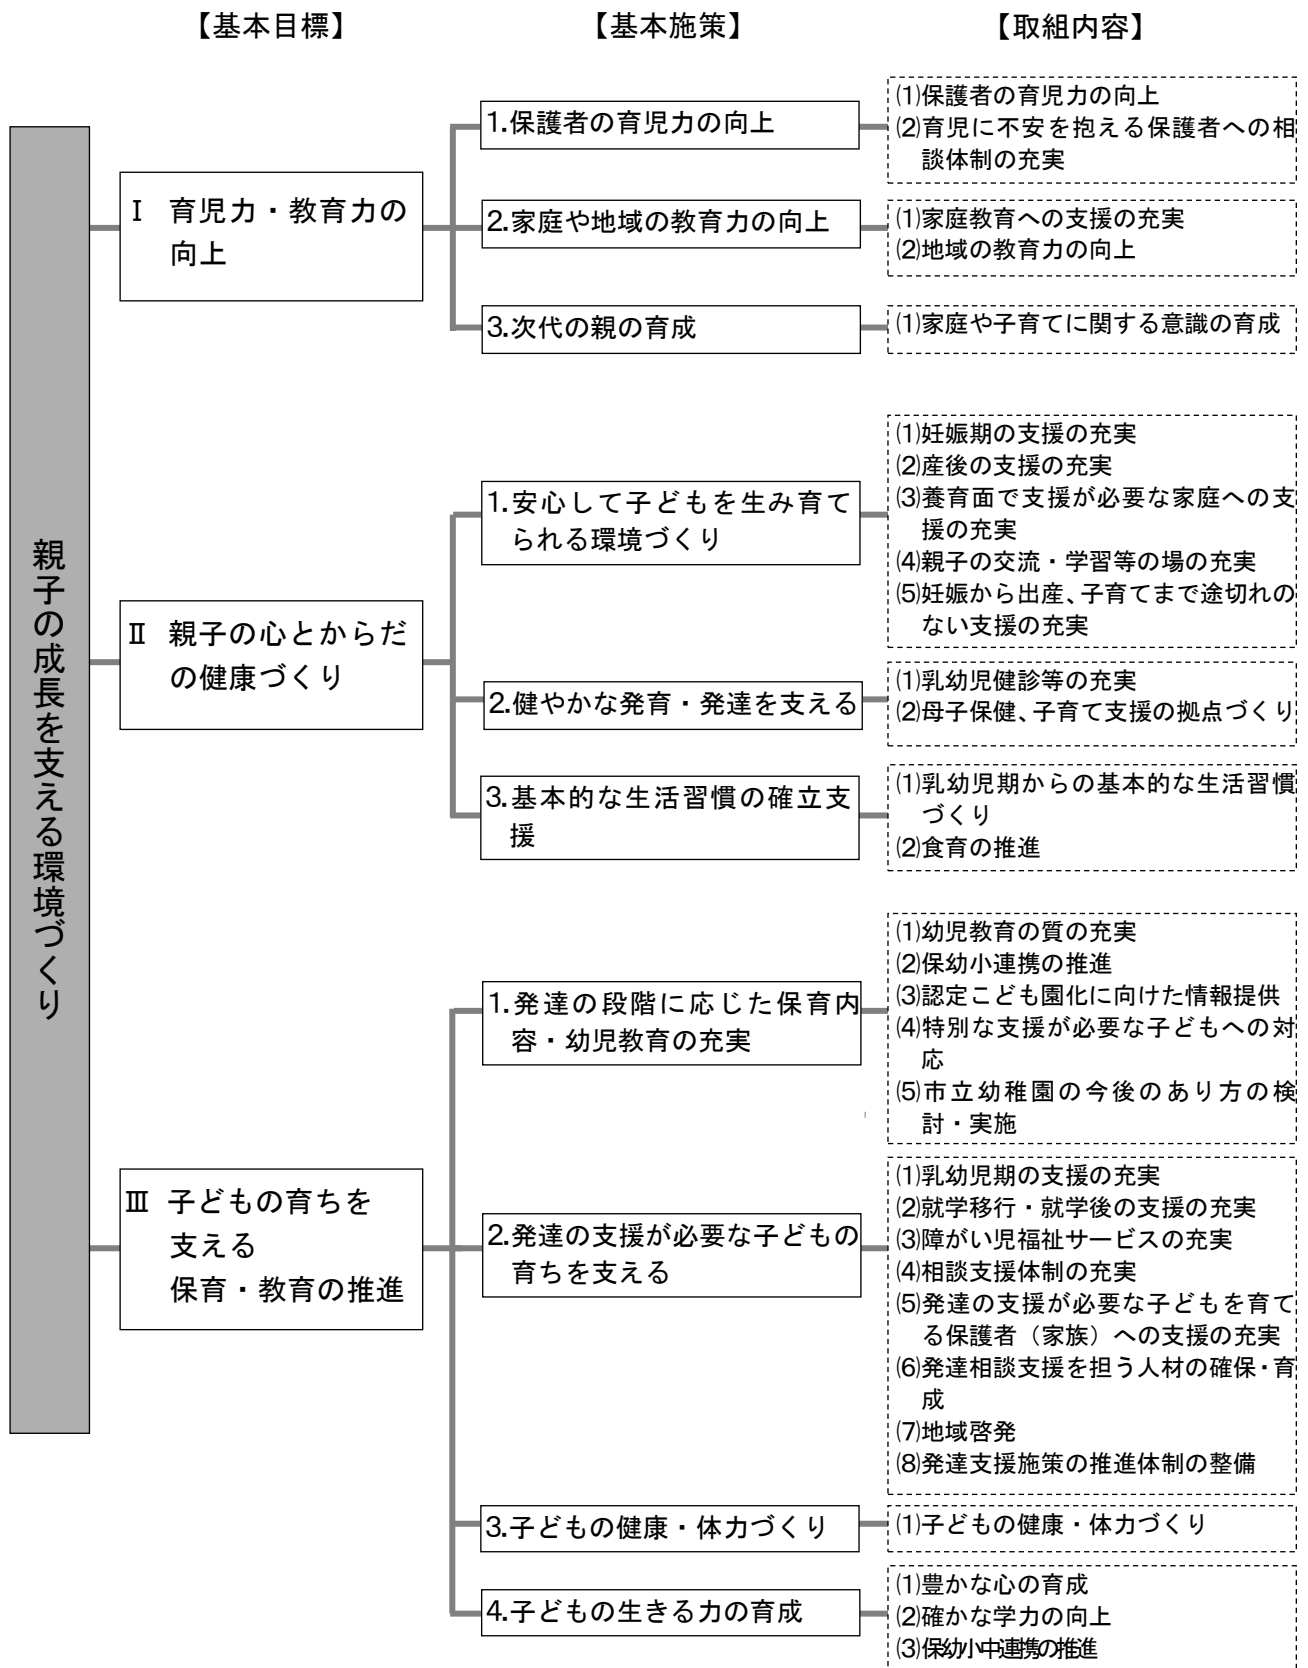 【基本目標】
【基本施策】
【取組内容】
親子の成長を支える環境づくり
Ⅰ 育児力・教育力の
向上
1.保護者の育児力の向上
⑴保護者の育児力の向上
⑵育児に不安を抱える保護者への相
談体制の充実
2.家庭や地域の教育力の向上
⑴家庭教育への支援の充実
⑵地域の教育力の向上
3.次代の親の育成
⑴家庭や子育てに関する意識の育成
Ⅱ 親子の心とからだ
の健康づくり
1.安心して子どもを生み育て
られる環境づくり
⑴妊娠期の支援の充実
⑵産後の支援の充実
⑶養育面で支援が必要な家庭への支
援の充実
⑷親子の交流・学習等の場の充実
⑸妊娠から出産、子育てまで途切れの
ない支援の充実
2.健やかな発育・発達を支える
⑴乳幼児健診等の充実
⑵母子保健、子育て支援の拠点づくり
3.基本的な生活習慣の確立支
援
⑴乳幼児期からの基本的な生活習慣
づくり
⑵食育の推進
Ⅲ 子どもの育ちを
支える
保育・教育の推進
1.発達の段階に応じた保育内
容・幼児教育の充実
⑴幼児教育の質の充実
⑵保幼小連携の推進
⑶認定こども園化に向けた情報提供
⑷特別な支援が必要な子どもへの対
応
⑸市立幼稚園の今後のあり方の検
討・実施
2.発達の支援が必要な子どもの
育ちを支える
⑴乳幼児期の支援の充実
⑵就学移行・就学後の支援の充実
⑶障がい児福祉サービスの充実
⑷相談支援体制の充実
⑸発達の支援が必要な子どもを育て
る保護者（家族）への支援の充実
⑹発達相談支援を担う人材の確保・育
成
⑺地域啓発
⑻発達支援施策の推進体制の整備
3.子どもの健康・体力づくり
⑴子どもの健康・体力づくり
4.子どもの生きる力の育成
⑴豊かな心の育成
⑵確かな学力の向上
⑶保幼小中連携の推進